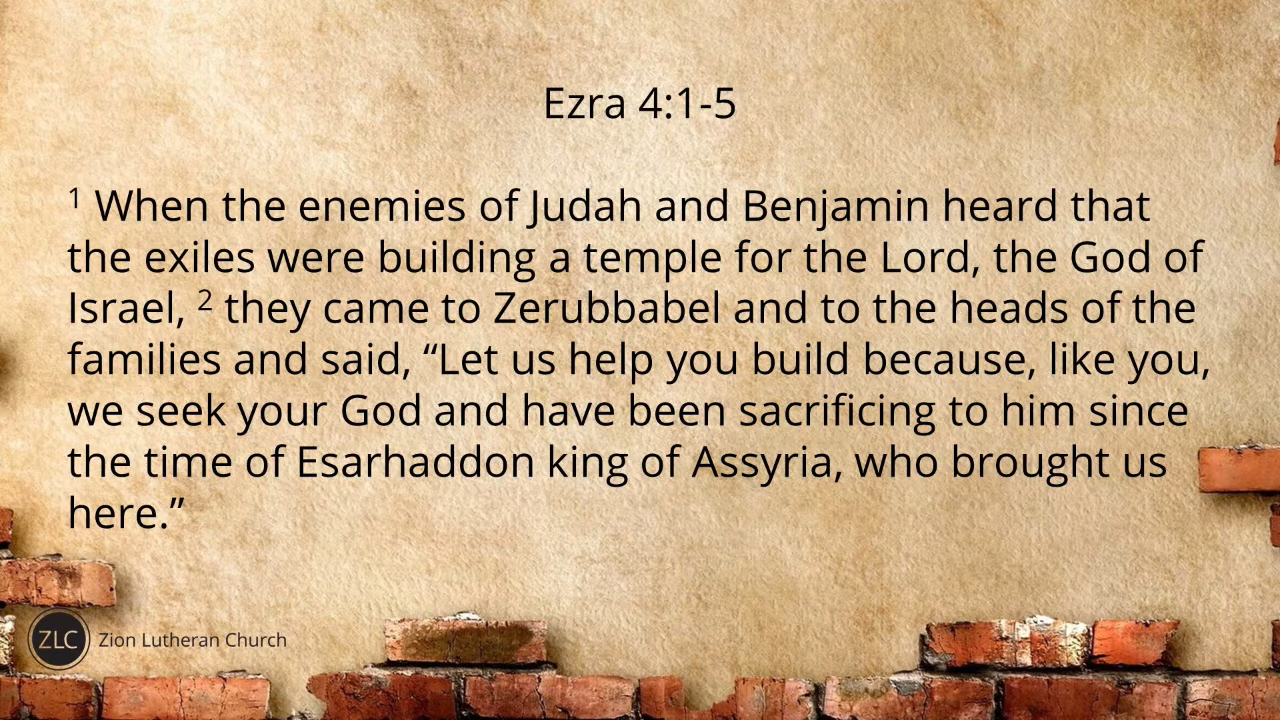 Ezra 4:1-5
¹ When the enemies of Judah and Benjamin heard that
the exiles were building a temple for the Lord, the God of
Israel, ² they came to Zerubbabel and to the heads of the
families and said, “Let us help you build because, like you,
we seek your God and have been sacrificing to him since
the time of Esarhaddon king of Assyria, who brought us
here.”
ZLC Zion Lutheran Church